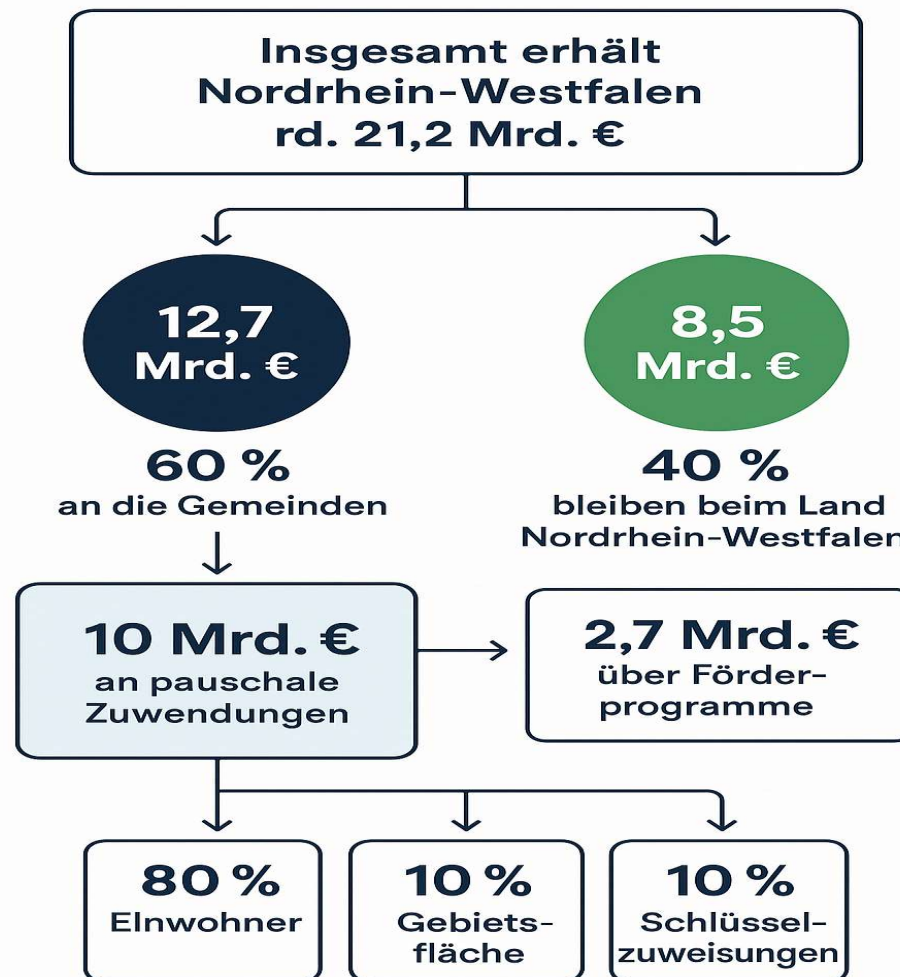 Insgesamt erhält
Nordrhein-Westfalen
rd. 21,2 Mrd. €
12,7
Mrd. €
8,5
Mrd. €
60 %
an die Gemeinden
40 %
bleiben beim Land
Nordrhein-Westfalen
10 Mrd. €
an pauschale
Zuwendungen
2,7 Mrd. €
über Förder-
programme
80 %
EInwohner
10 %
Gebiets-
fläche
10 %
Schlüssel-
zuweisungen